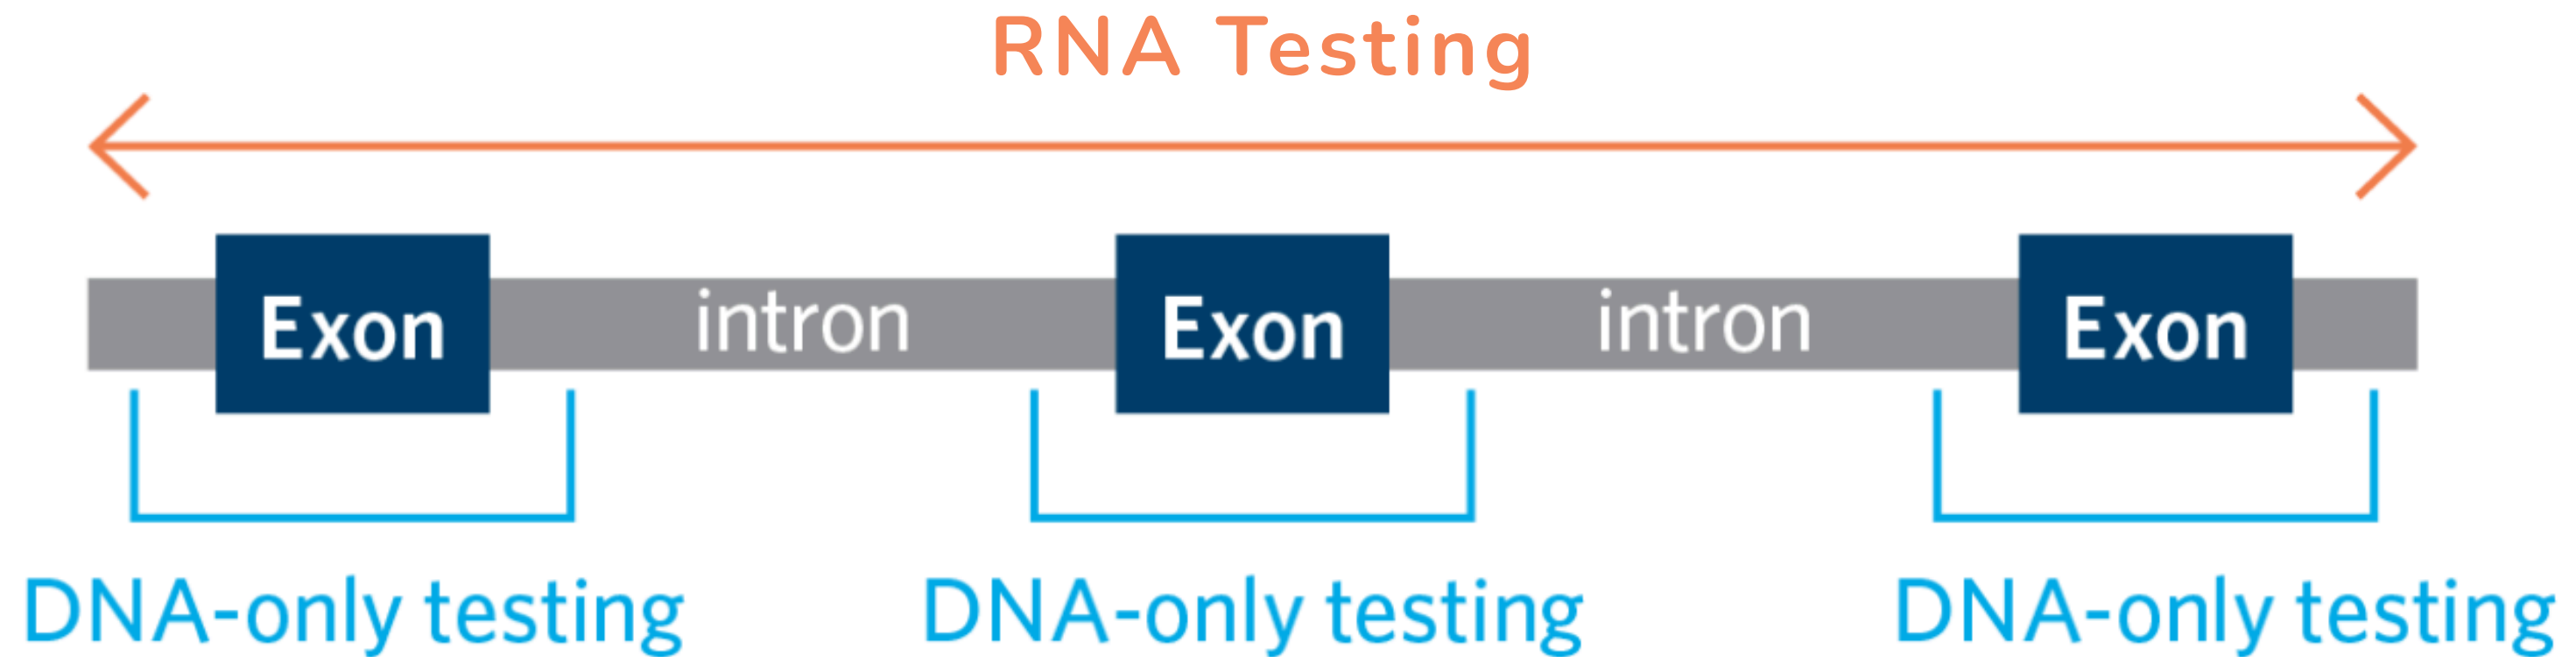 RNA Testing
Exon intron Exon intron Exon
DNA-only testing DNA-only testing DNA-only testing